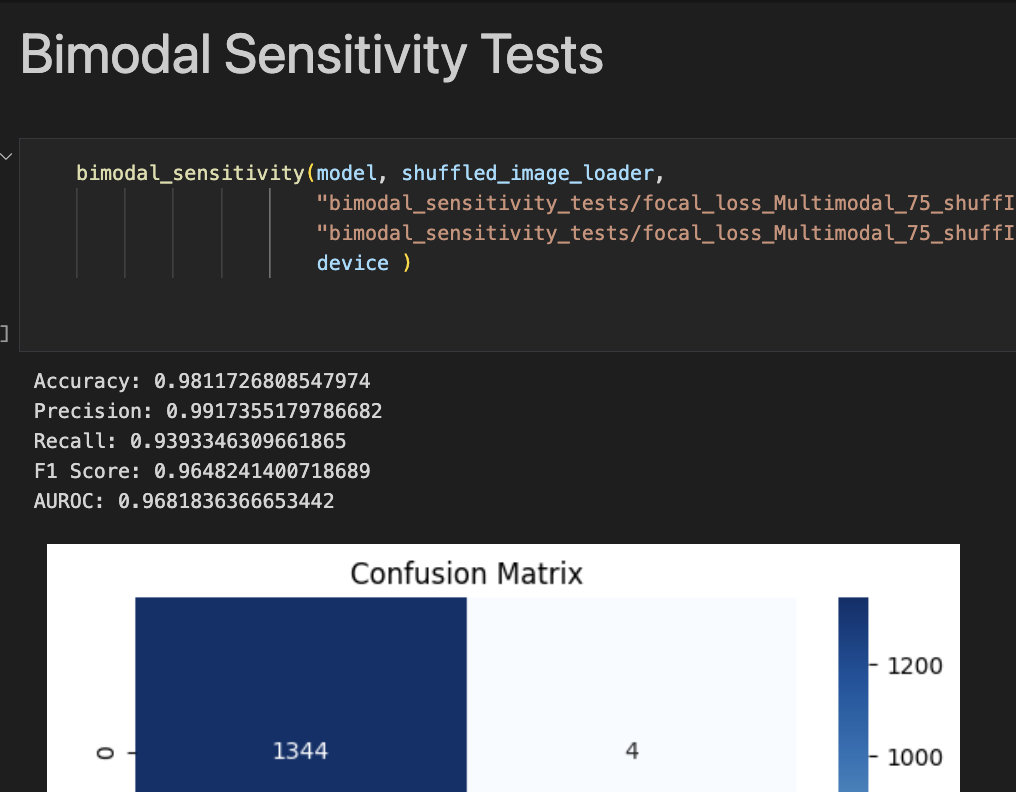 Bimodal Sensitivity Tests
bimodal_sensitivity(model, shuffled_image_loader,
"bimodal_sensitivity_tests/focal_loss_Multimodal_75_shuffI
"bimodal_sensitivity_tests/focal_loss_Multimodal_75_shuffI
device )
]
Accuracy: 0.9811726808547974
Precision: 0.9917355179786682
Recall: 0.9393346309661865
F1 Score: 0.9648241400718689
AUROC: 0.9681836366653442
Confusion Matrix
1200
0 1344 4
1000